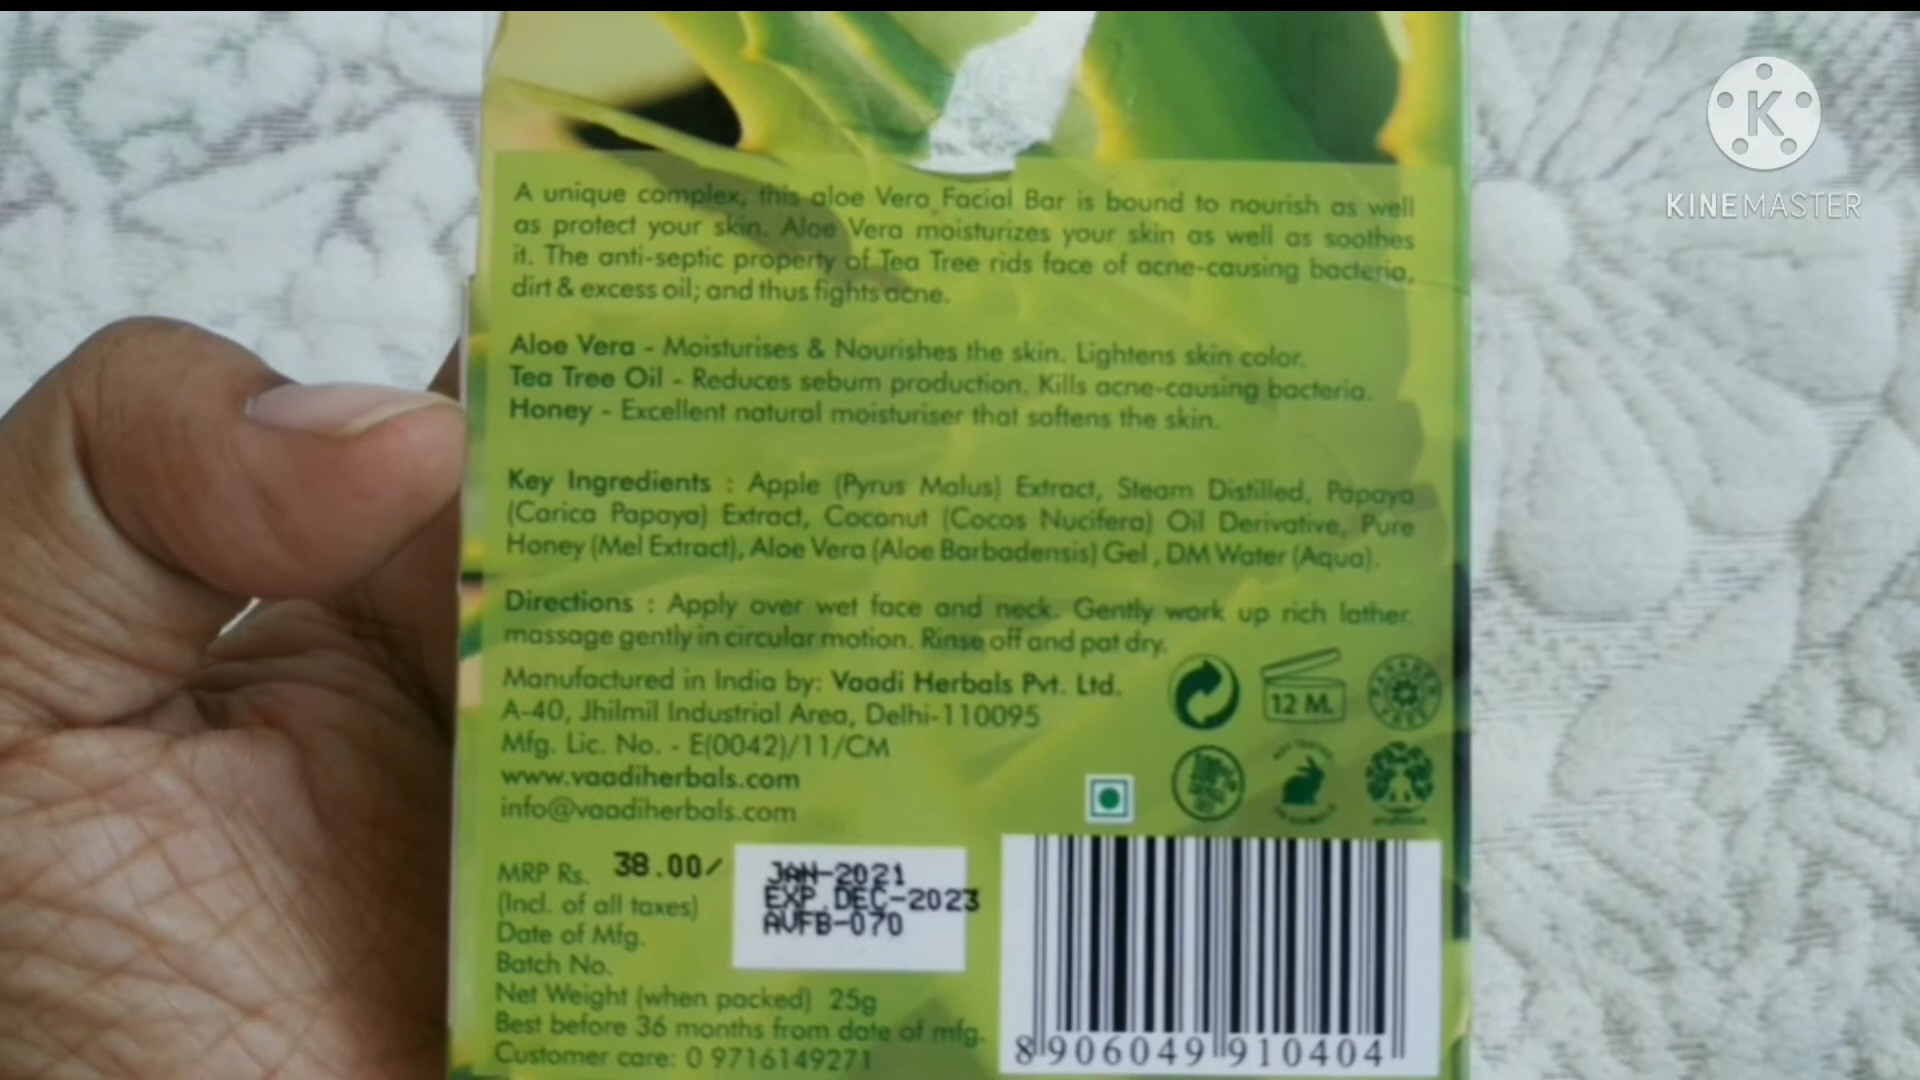 KINEMASTER
A unique complex, this aloe Vera Facial Bar is bound to nourish as well
as protect your skin. Aloe Vera moisturizes your skin as well as soothes
it. The anti-septic property of Tea Tree rids face of acne-causing bacteria,
dirt & excess oil; and thus fights acne.
Aloe Vera - Moisturises & Nourishes the skin. Lightens skin color.
Tea Tree Oil - Reduces sebum production. Kills acne-causing bacteria.
Honey - Excellent natural moisturiser that softens the skin.
Key Ingredients : Apple (Pyrus Malus) Extract, Steam Distilled, Papaya
(Carica Papaya) Extract, Coconut (Cocos Nucifera) Oil Derivative, Pure
Honey (Mel Extract), Aloe Vera (Aloe Barbadensis) Gel , DM Water (Aqua).
Directions : Apply over wet face and neck. Gently work up rich lather.
massage gently in circular motion. Rinse off and pat dry.
Manufactured in India by: Vaadi Herbals Pvt. Ltd.
A-40, Jhilmil Industrial Area, Delhi-110095
Mfg. Lic. No. - E(0042)/11/CM
www.vaadiherbals.com
info@vaadiherbals.com
12 M.
MRP Rs. 38.00/
(Incl. of all taxes)
Date of Mfg.
Batch No.
JAN-2021
EXP DEC-2023
AVFB-070
Net Weight (when packed) 25g
Best before 36 months from date of mfg.
Customer care: 0 9716149271
8 906049 910404